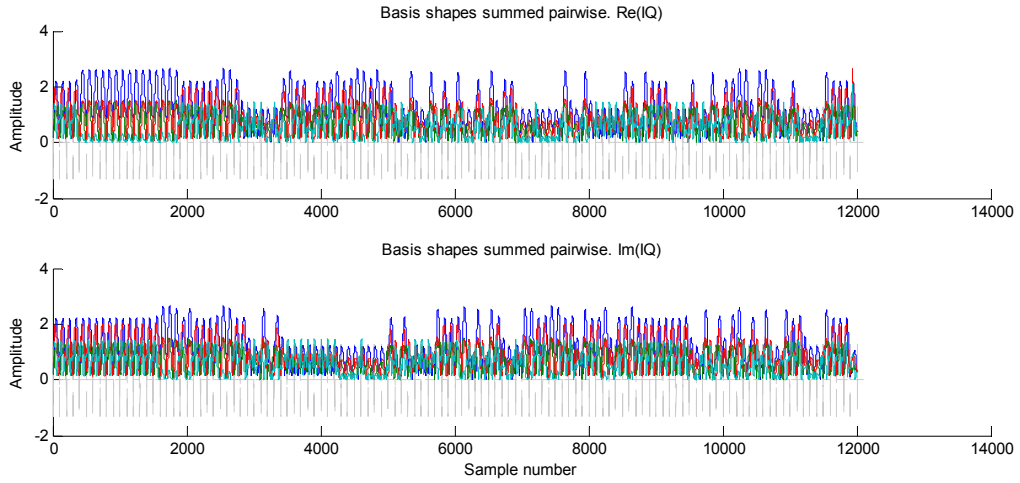 Basis shapes summed pairwise. Re(IQ)
4
2
0
-2
Amplitude
0 2000 4000 6000 8000 10000 12000 14000
Basis shapes summed pairwise. Im(IQ)
4
2
0
-2
Amplitude
0 2000 4000 6000 8000 10000 12000 14000
Sample number